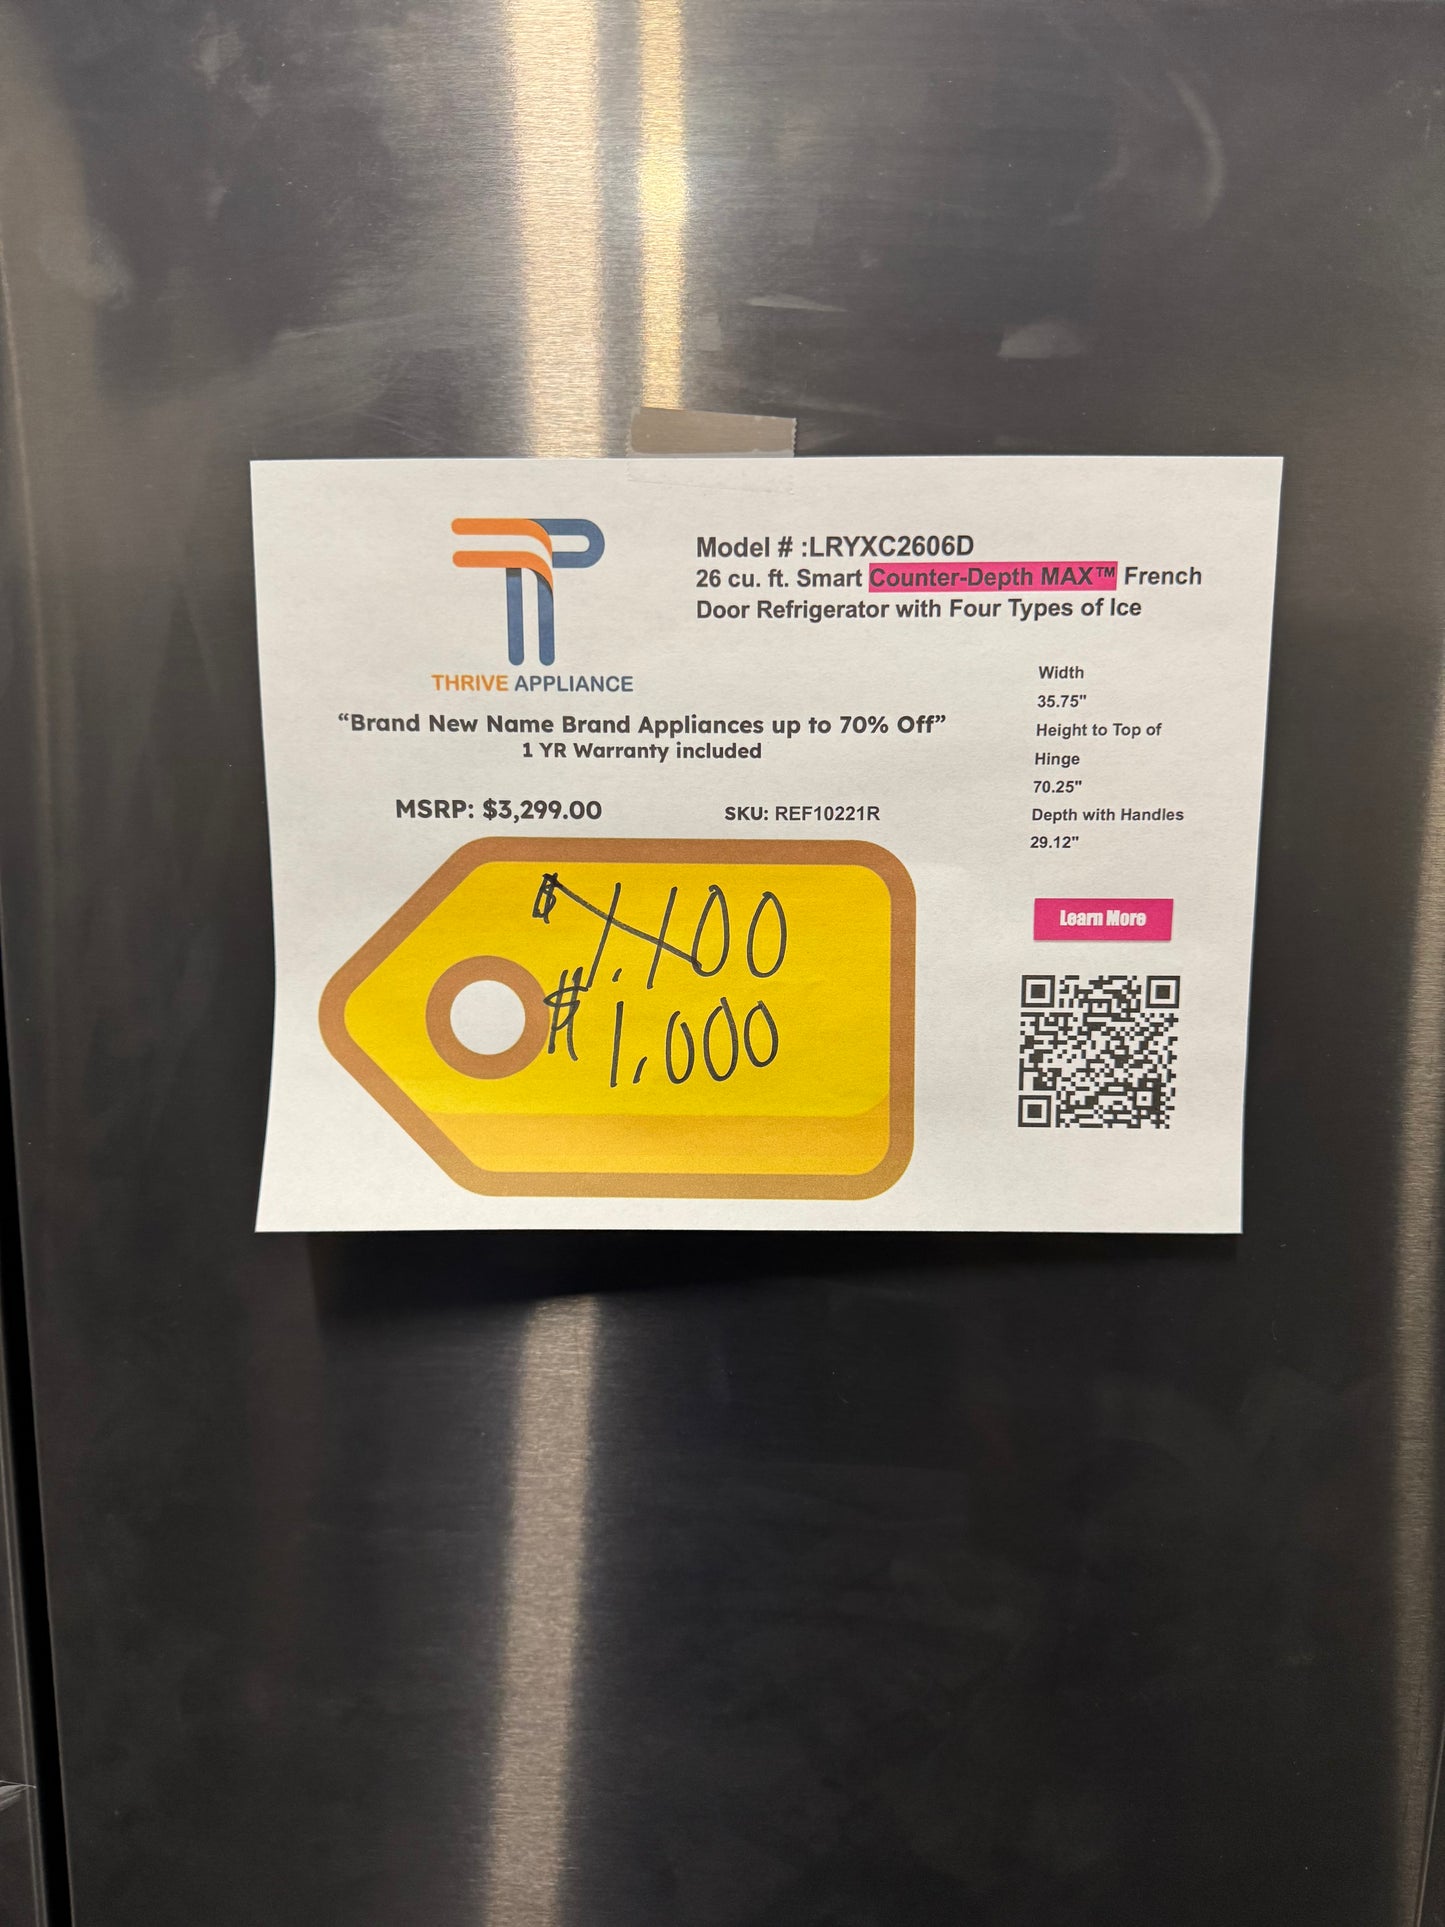 THRIVE APPLIANCE
Model # :LRYXC2606D
26 cu. ft. Smart Counter-Depth MAX™ French
Door Refrigerator with Four Types of Ice
“Brand New Name Brand Appliances up to 70% Off”
1 YR Warranty included
MSRP: $3,299.00
SKU: REF10221R
Width
35.75"
Height to Top of
Hinge
70.25"
Depth with Handles
29.12"
$1,100
$1,000
Learn More